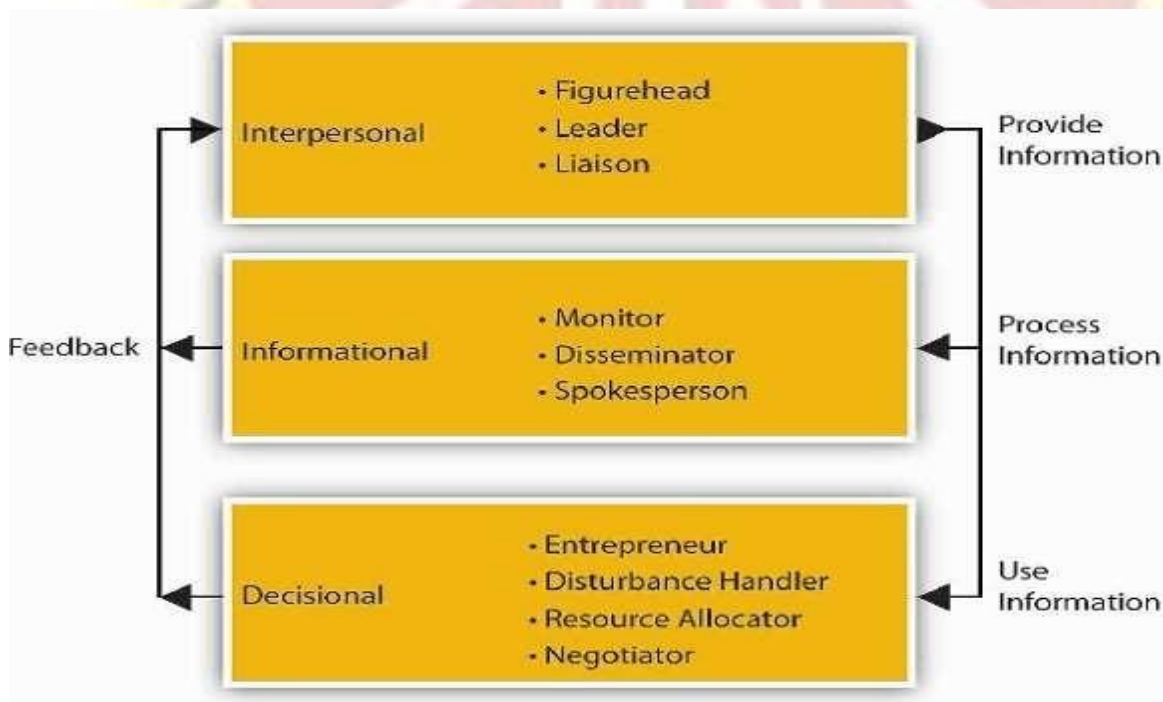 Interpersonal
• Figurehead
• Leader
• Liaison
Provide
Information
Feedback
Informational
• Monitor
• Disseminator
• Spokesperson
Process
Information
Decisional
• Entrepreneur
• Disturbance Handler
• Resource Allocator
• Negotiator
Use
Information